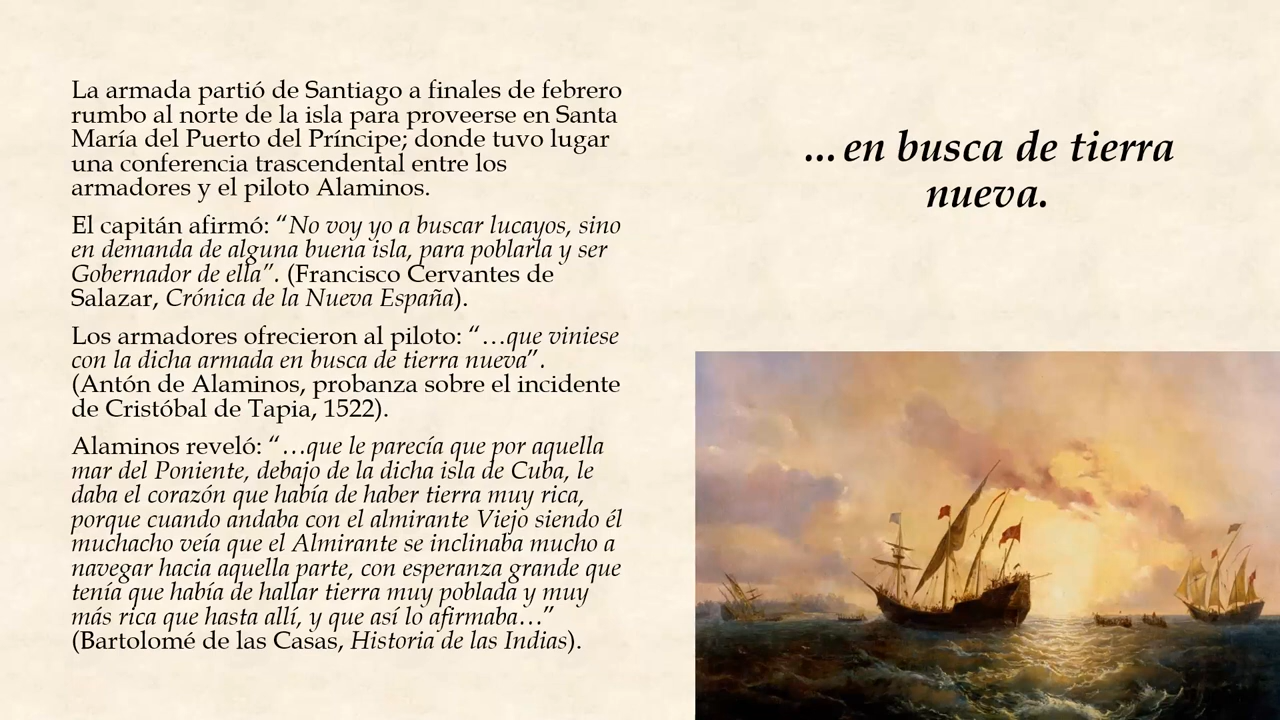 La armada partió de Santiago a finales de febrero
rumbo al norte de la isla para proveerse en Santa
María del Puerto del Príncipe; donde tuvo lugar
una conferencia trascendental entre los
armadores y el piloto Alaminos.
El capitán afirmó: “No voy yo a buscar lucayos, sino
en demanda de alguna buena isla, para poblarla y ser
Gobernador de ella”. (Francisco Cervantes de
Salazar, Crónica de la Nueva España).
Los armadores ofrecieron al piloto: “…que viniese
con la dicha armada en busca de tierra nueva”.
(Antón de Alaminos, probanza sobre el incidente
de Cristóbal de Tapia, 1522).
Alaminos reveló: “…que le parecía que por aquella
mar del Poniente, debajo de la dicha isla de Cuba, le
daba el corazón que había de haber tierra muy rica,
porque cuando andaba con el almirante Viejo siendo él
muchacho veía que el Almirante se inclinaba mucho a
navegar hacia aquella parte, con esperanza grande que
tenía que había de hallar tierra muy poblada y muy
más rica que hasta allí, y que así lo afirmaba…”
(Bartolomé de las Casas, Historia de las Indias).
…en busca de tierra
nueva.